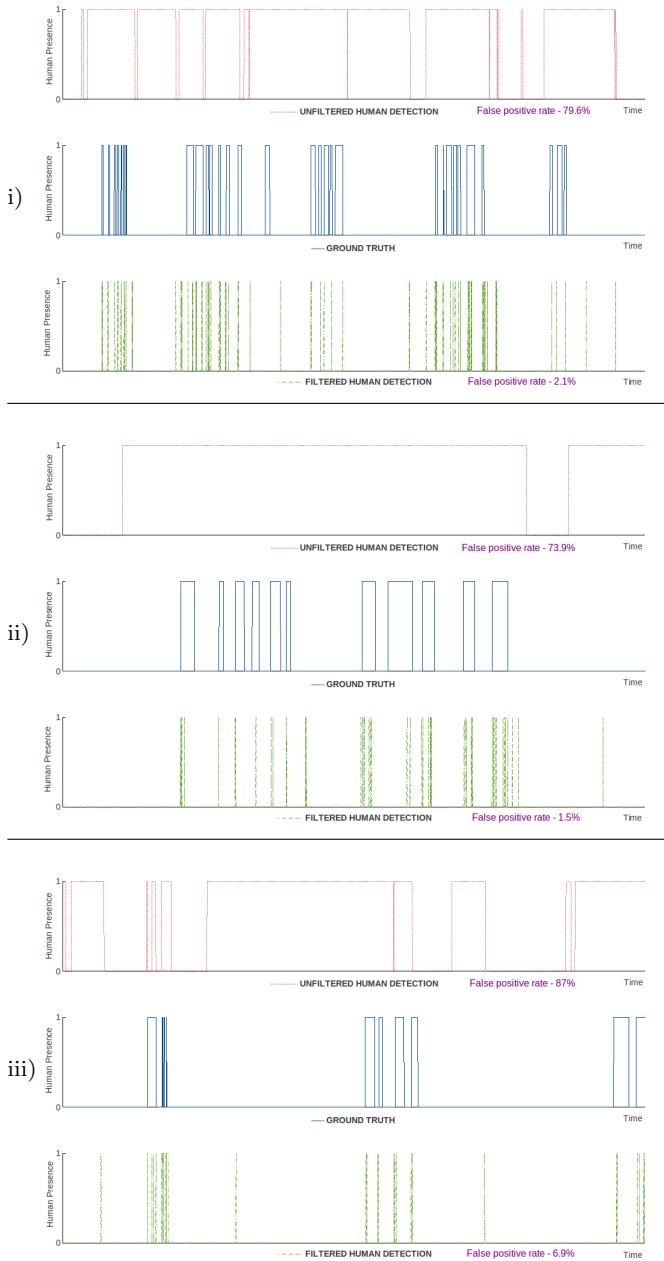 1
Human Presence
0
UNFILTERED HUMAN DETECTION False positive rate - 79.6% Time
i)
1
Human Presence
0
GROUND TRUTH Time
1
Human Presence
0
FILTERED HUMAN DETECTION False positive rate - 2.1% Time
1
Human Presence
0
UNFILTERED HUMAN DETECTION False positive rate - 73.9% Time
ii)
1
Human Presence
0
GROUND TRUTH Time
1
Human Presence
0
FILTERED HUMAN DETECTION False positive rate - 1.5% Time
1
Human Presence
0
UNFILTERED HUMAN DETECTION False positive rate - 87% Time
iii)
1
Human Presence
0
GROUND TRUTH Time
1
Human Presence
0
FILTERED HUMAN DETECTION False positive rate - 6.9% Time